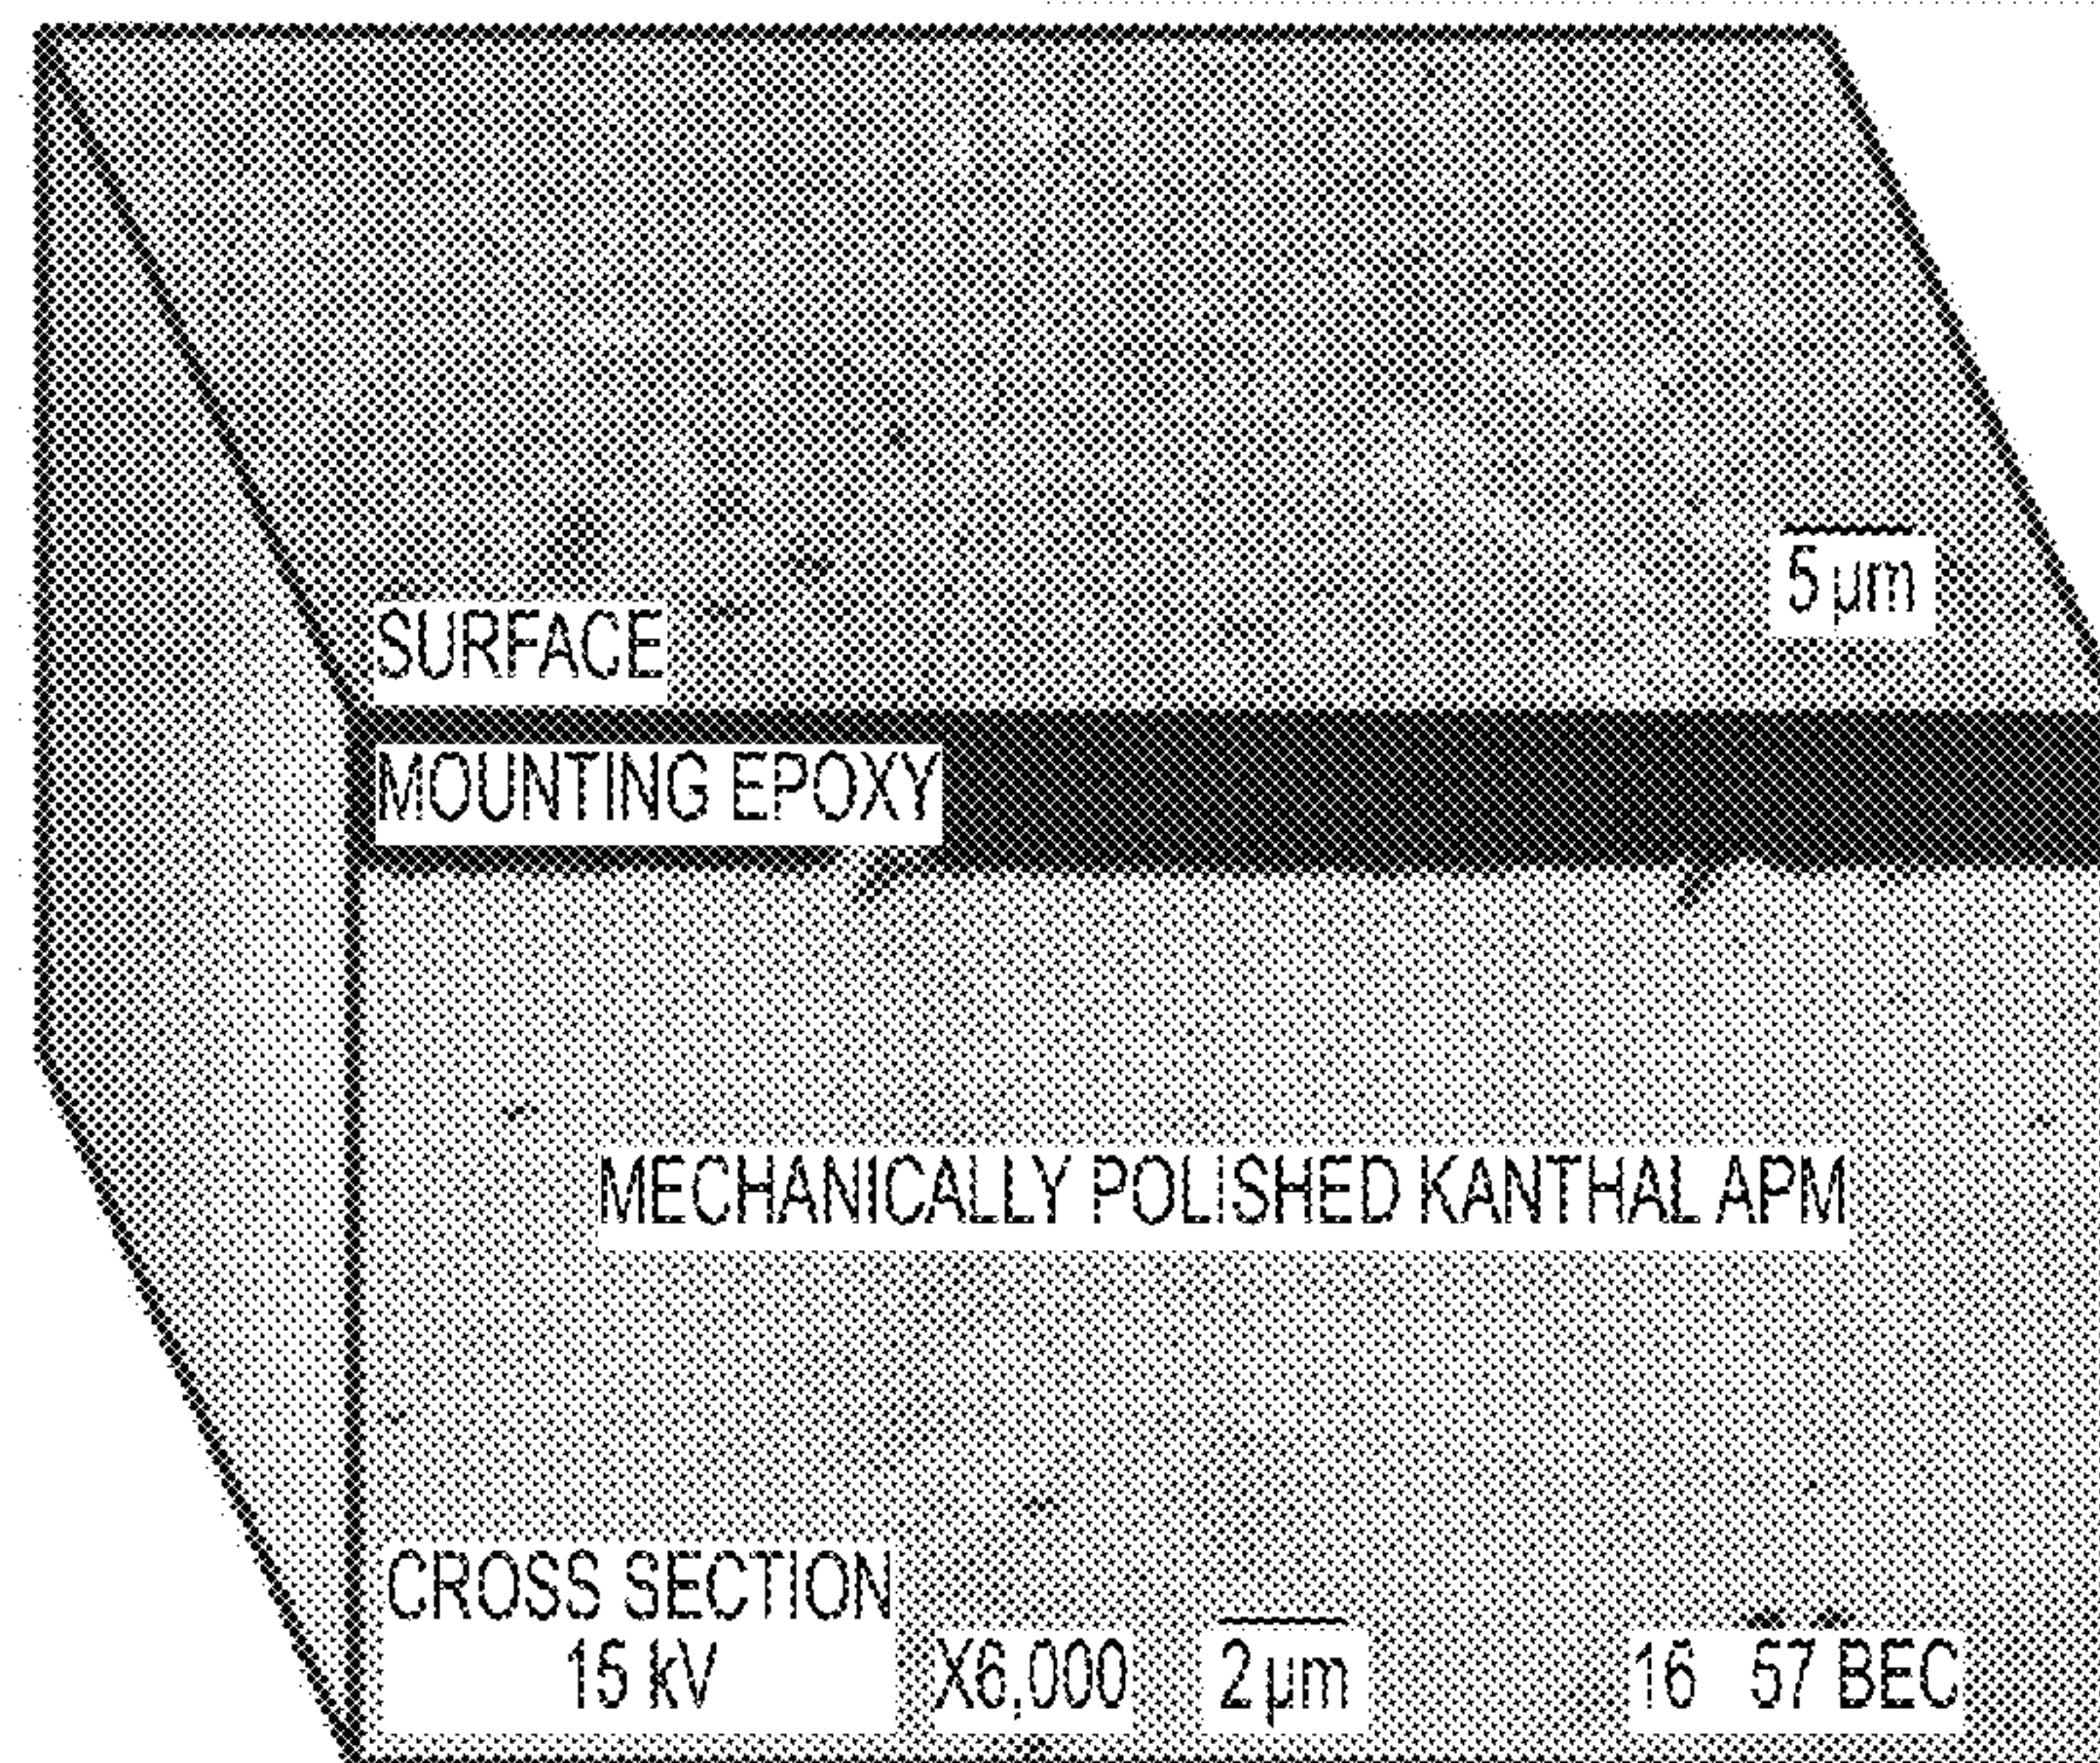 5 µm
SURFACE
MOUNTING EPOXY
MECHANICALLY POLISHED KANTHAL APM
CROSS SECTION
15 kV X6,000 2 µm 16 57 BEC